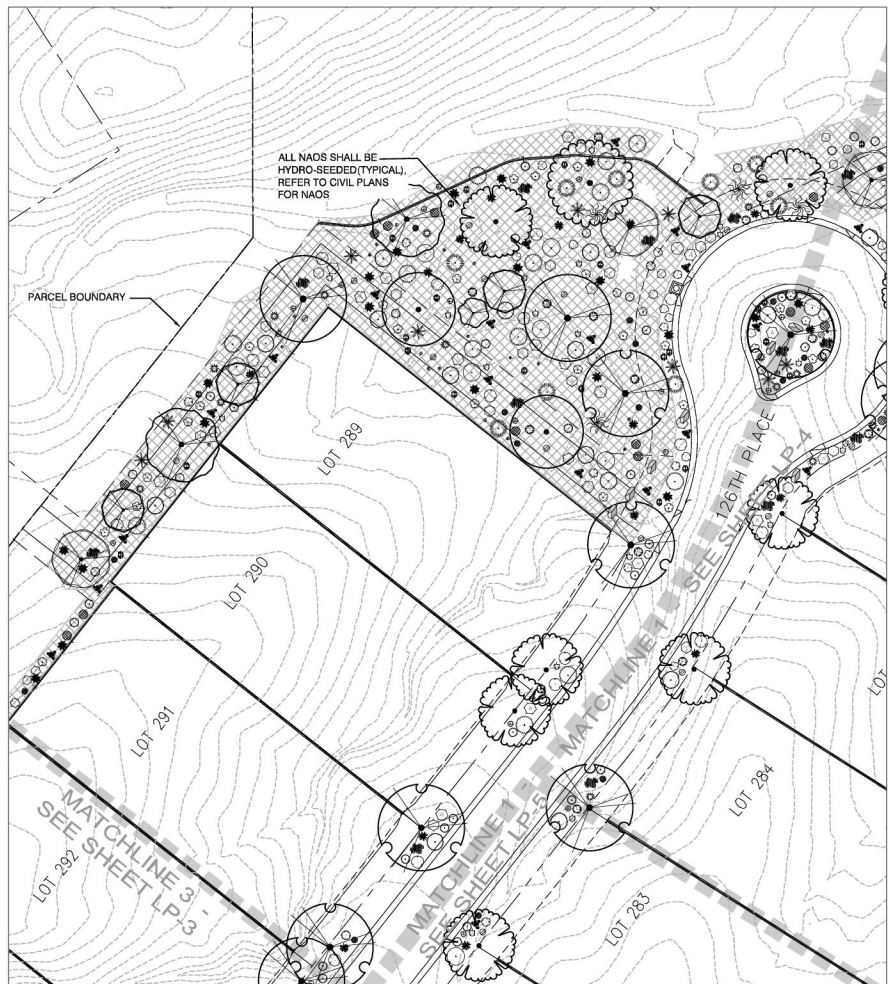 ALL NAOS SHALL BE
HYDRO-SEEDED(TYPICAL),
REFER TO CIVIL PLANS
FOR NAOS
PARCEL BOUNDARY
LOT 289
126TH PLACE
MATCHLINE 1 -
SEE SHEET LP-4
LOT 290
LOT
LOT 291
LOT 284
MATCHLINE 3 -
SEE SHEET LP-3
MATCHLINE 1 -
SEE SHEET LP-5
LOT 292
LOT 283